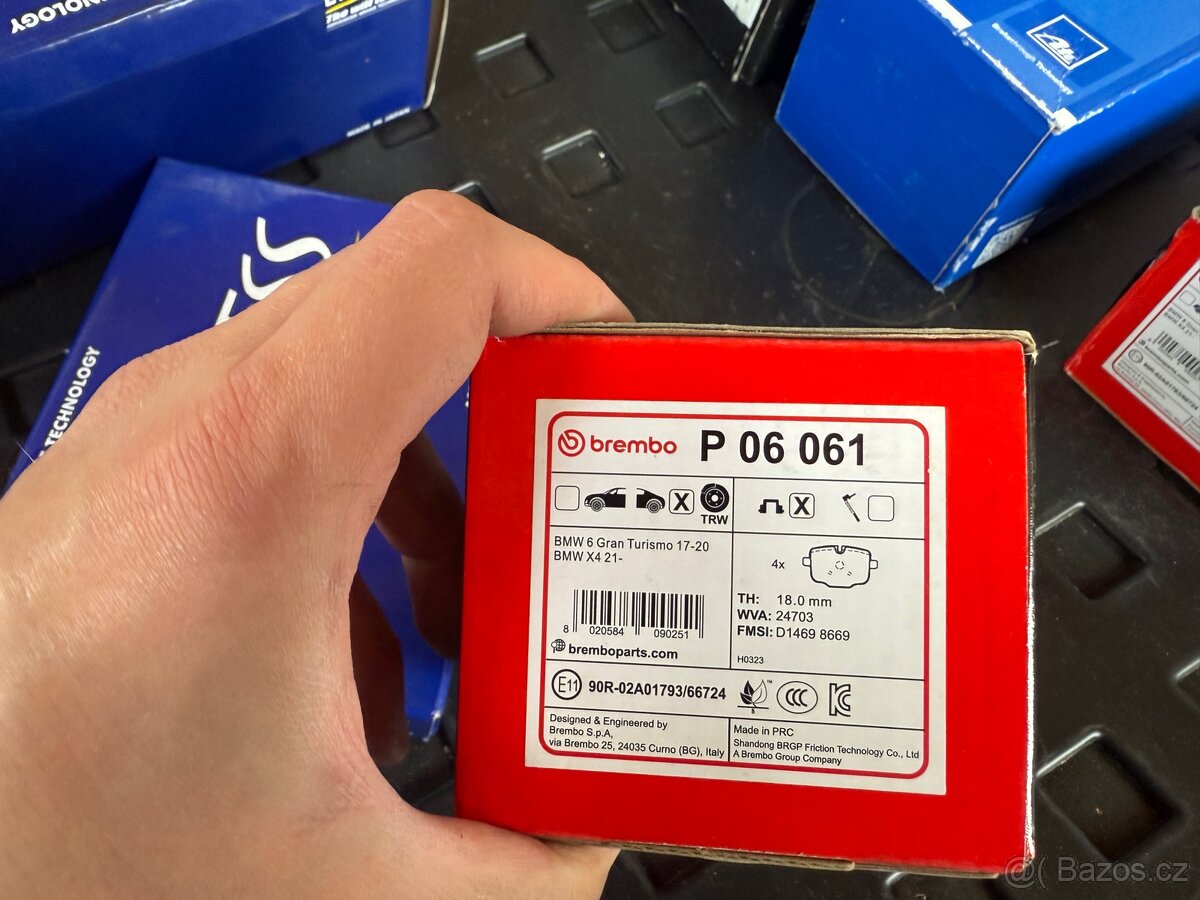 NOLOGY
TECHNOLOGY
brembo P 06 061
X TRW X
BMW 6 Gran Turismo 17-20
BMW X4 21-
4x
TH: 18.0 mm
WVA: 24703
FMSI: D1469 8669
8 020584 090251
bremboparts.com
H0323
E11 90R-02A01793/66724
CCC
KC
Designed & Engineered by
Brembo S.p.A,
via Brembo 25, 24035 Curno (BG), Italy
Made in PRC
Shandong BRGP Friction Technology Co., Ltd
A Brembo Group Company
@( Bazos.cz